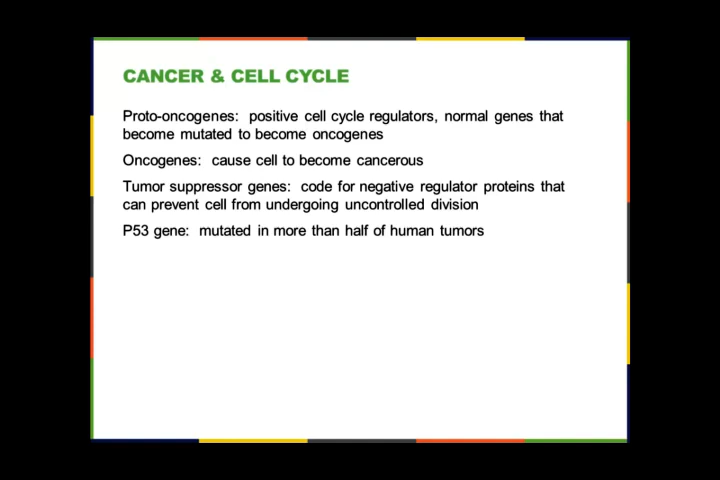 CANCER & CELL CYCLE
Proto-oncogenes: positive cell cycle regulators, normal genes that
become mutated to become oncogenes
Oncogenes: cause cell to become cancerous
Tumor suppressor genes: code for negative regulator proteins that
can prevent cell from undergoing uncontrolled division
P53 gene: mutated in more than half of human tumors